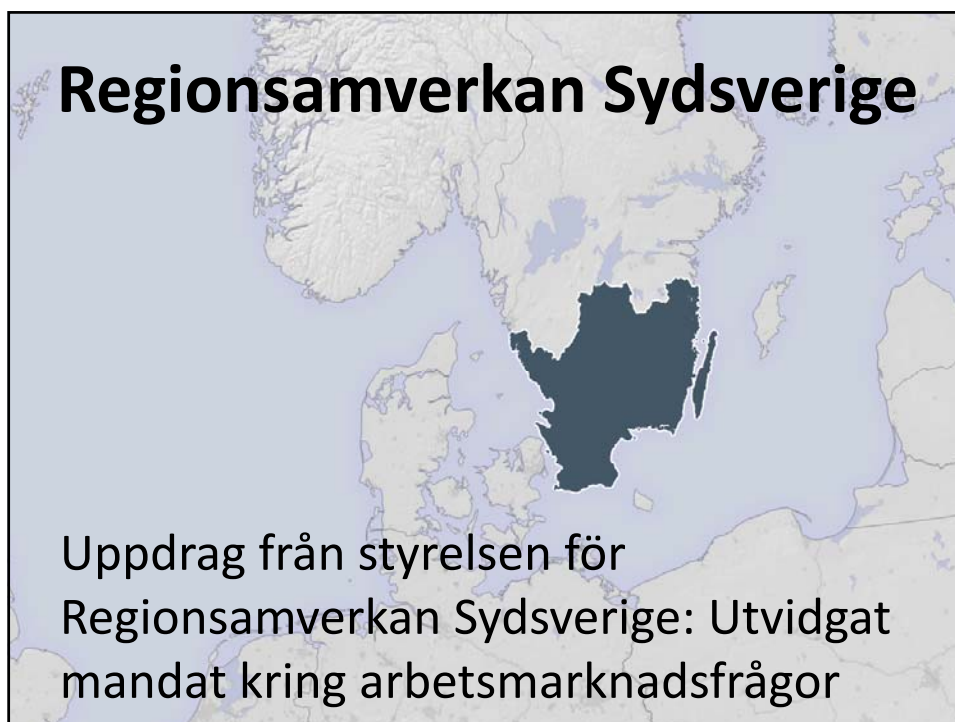 Regionsamverkan Sydsverige
Uppdrag från styrelsen för
Regionsamverkan Sydsverige: Utvidgat
mandat kring arbetsmarknadsfrågor